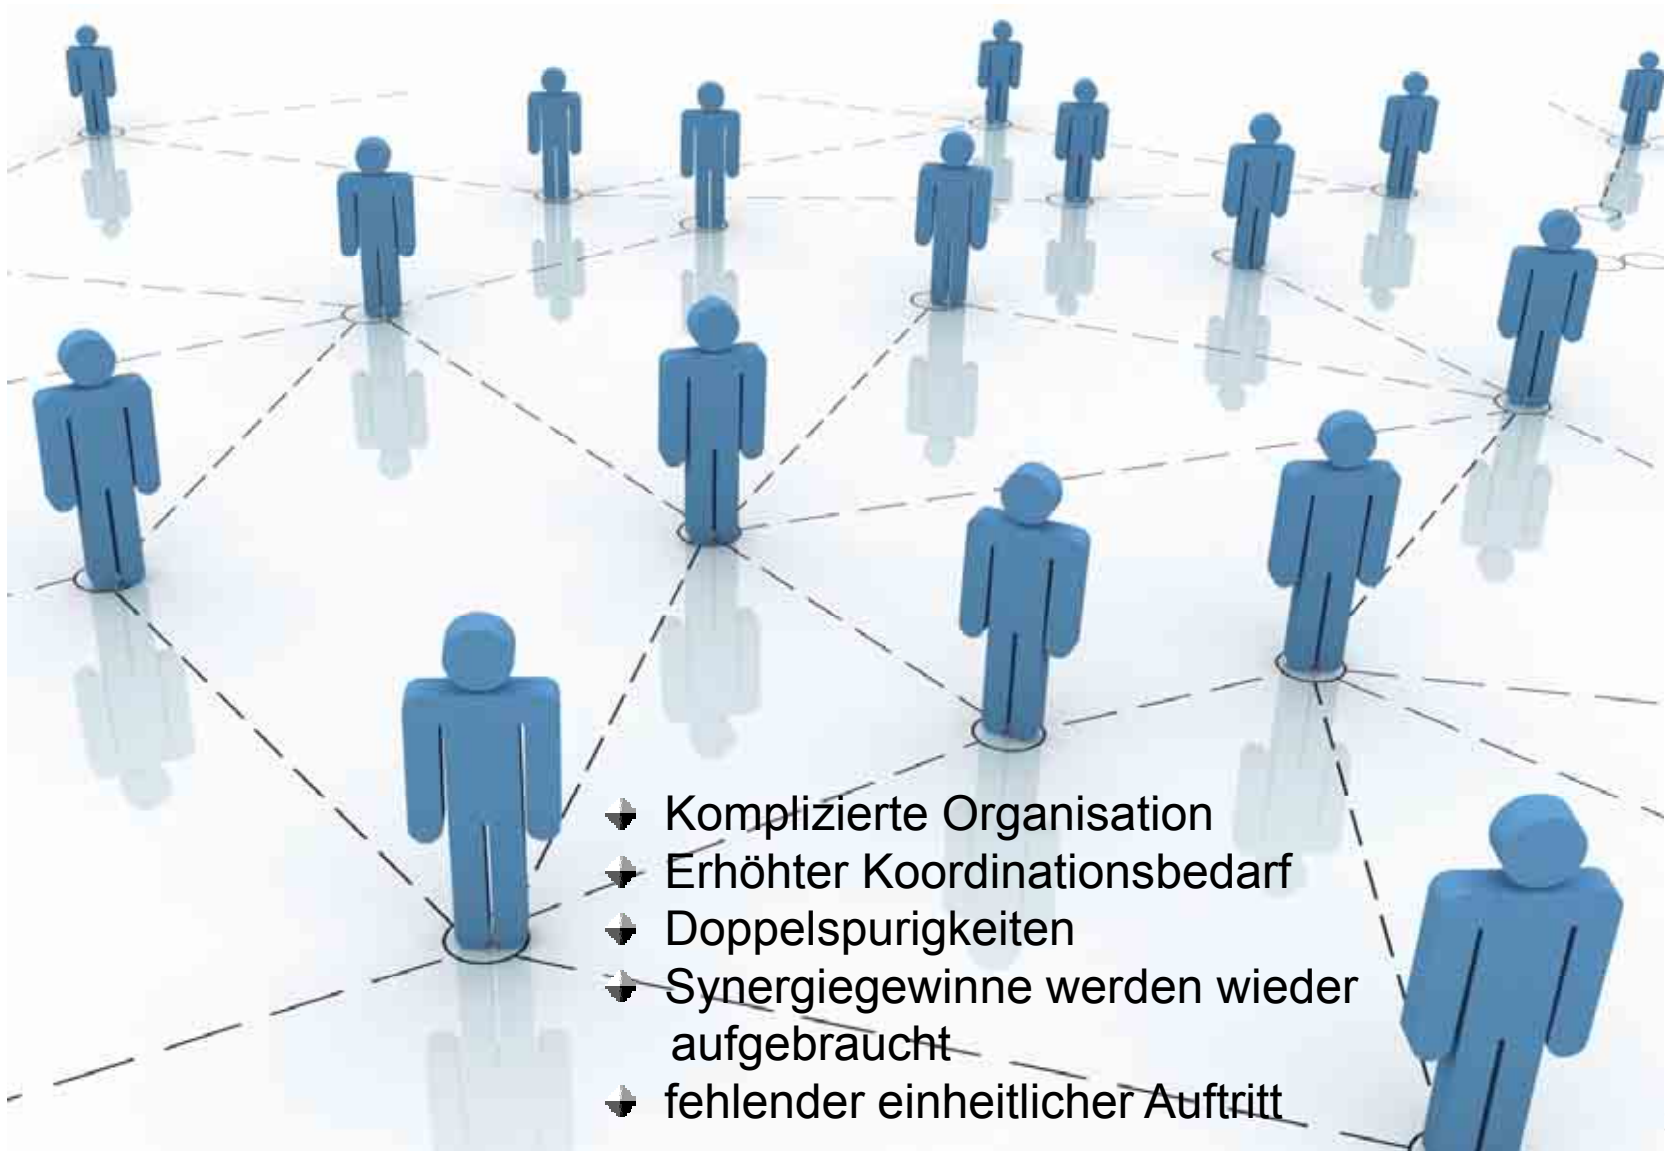 Komplizierte Organisation
Erhöhter Koordinationsbedarf
Doppelspurigkeiten
Synergiegewinne werden wieder
aufgebraucht
fehlender einheitlicher Auftritt